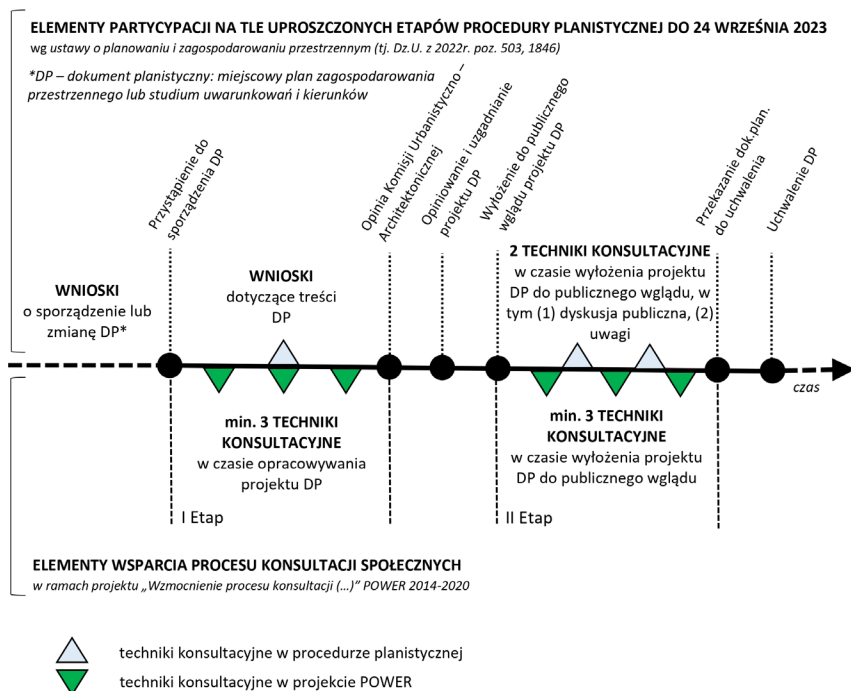 ELEMENTY PARTYCYPACJI NA TLE UPROSZCZONYCH ETAPÓW PROCEDURY PLANISTYCZNEJ DO 24 WRZEŚNIA 2023
wg ustawy o planowaniu i zagospodarowaniu przestrzennym (tj. Dz.U. z 2022r. poz. 503, 1846)
*DP – dokument planistyczny: miejscowy plan zagospodarowania
przestrzennego lub studium uwarunkowań i kierunków
Przystąpienie do
sporządzenia DP
Opinia Komisji Urbanistyczno –
Architektonicznej
Opiniowanie i uzgadnianie
projektu DP
Wyłożenie do publicznego
wglądu projektu DP
Przekazanie dok.plan.
do uchwalenia
Uchwalenie DP
WNIOSKI
o sporządzenie lub
zmianę DP*
WNIOSKI
dotyczące treści
DP
2 TECHNIKI KONSULTACYJNE
w czasie wyłożenia projektu
DP do publicznego wglądu, w
tym (1) dyskusja publiczna, (2)
uwagi
czas
min. 3 TECHNIKI
KONSULTACYJNE
w czasie opracowywania
projektu DP
min. 3 TECHNIKI
KONSULTACYJNE
w czasie wyłożenia projektu
DP do publicznego wglądu
I Etap
II Etap
ELEMENTY WSPARCIA PROCESU KONSULTACJI SPOŁECZNYCH
w ramach projektu „Wzmocnienie procesu konsultacji (...)” POWER 2014-2020
techniki konsultacyjne w procedurze planistycznej
techniki konsultacyjne w projekcie POWER